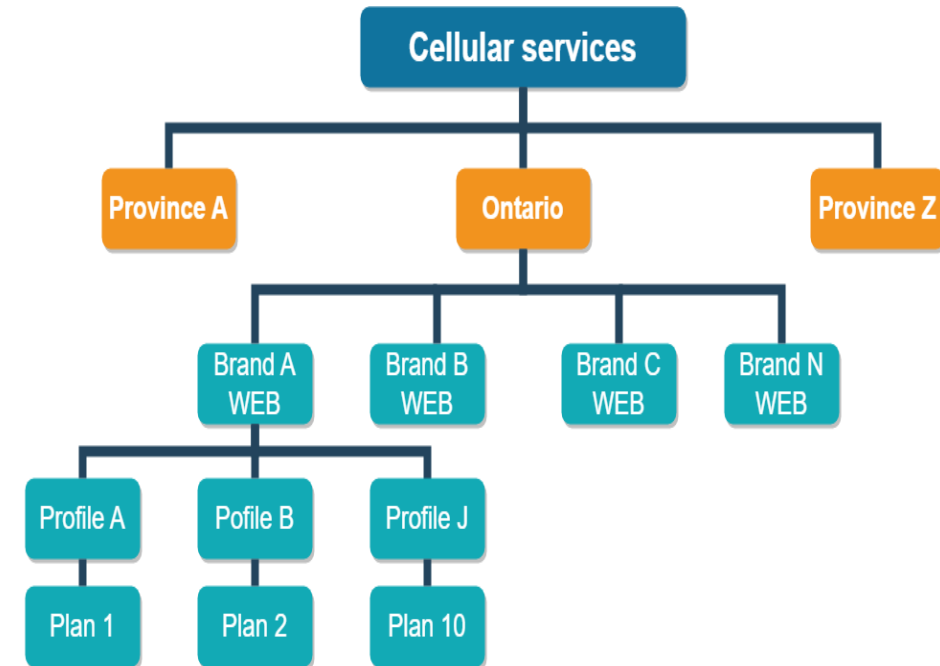 Cellular services
Province A
Ontario
Province Z
Brand A
WEB
Brand B
WEB
Brand C
WEB
Brand N
WEB
Profile A
Pofile B
Profile J
Plan 1
Plan 2
Plan 10